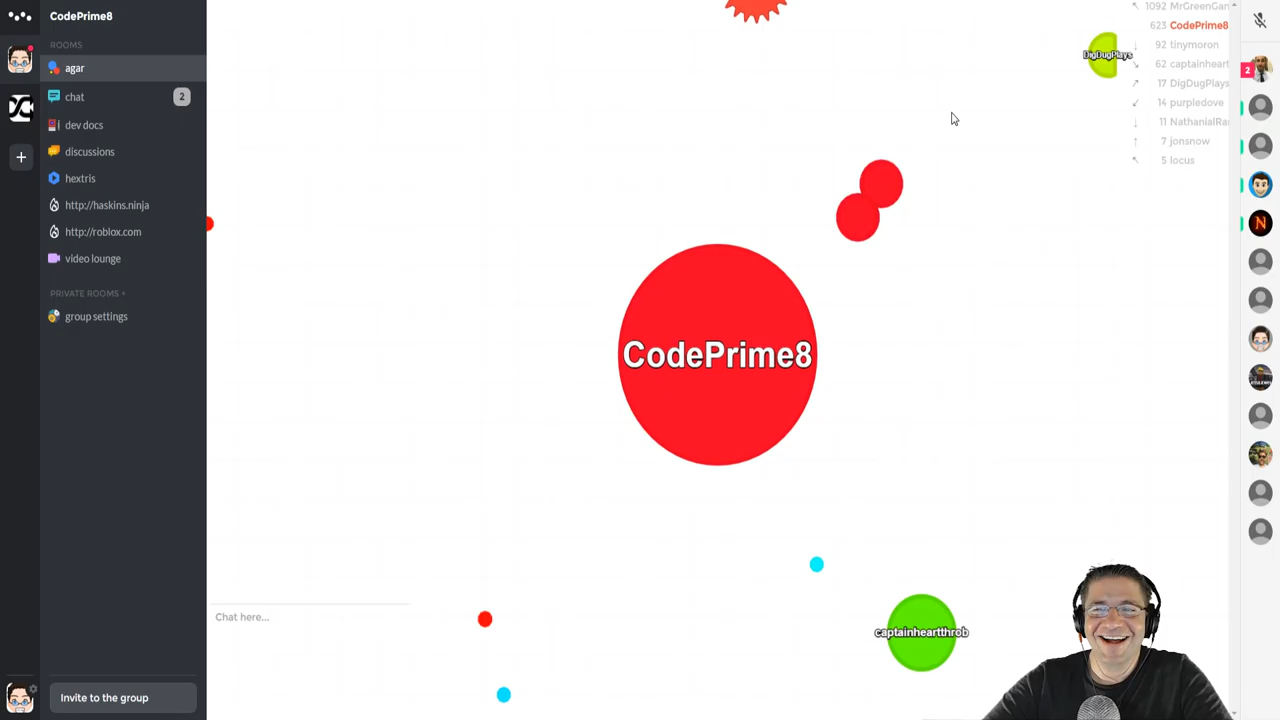 CodePrime8
ROOMS
agar
chat
2
dev docs
discussions
hextris
http://haskins.ninja
http://roblox.com
video lounge
PRIVATE ROOMS +
group settings
Invite to the group
Chat here...
CodePrime8
captainheartthrob
DigDugPlays
1092 MrGreenGan
623 CodePrime8
92 tinymoron
62 captainheart
17 DigDugPlays
14 purpledove
11 NathanialRa
7 jonsnow
5 locus
2
N